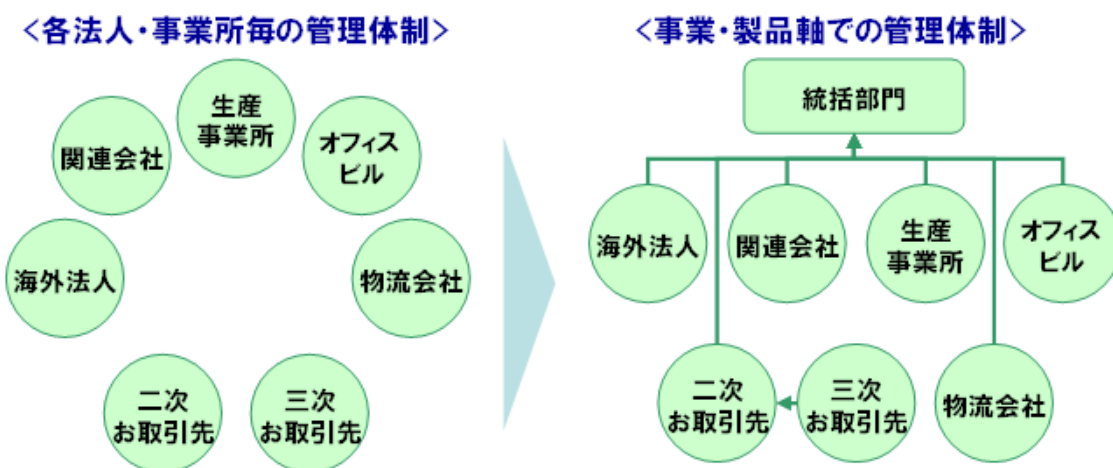 <各法人・事業所毎の管理体制>
生産
事業所
関連会社
オフィス
ビル
海外法人
物流会社
二次
お取引先
三次
お取引先
<事業・製品軸での管理体制>
統括部門
海外法人
関連会社
生産
事業所
オフィス
ビル
二次
お取引先
三次
お取引先
物流会社